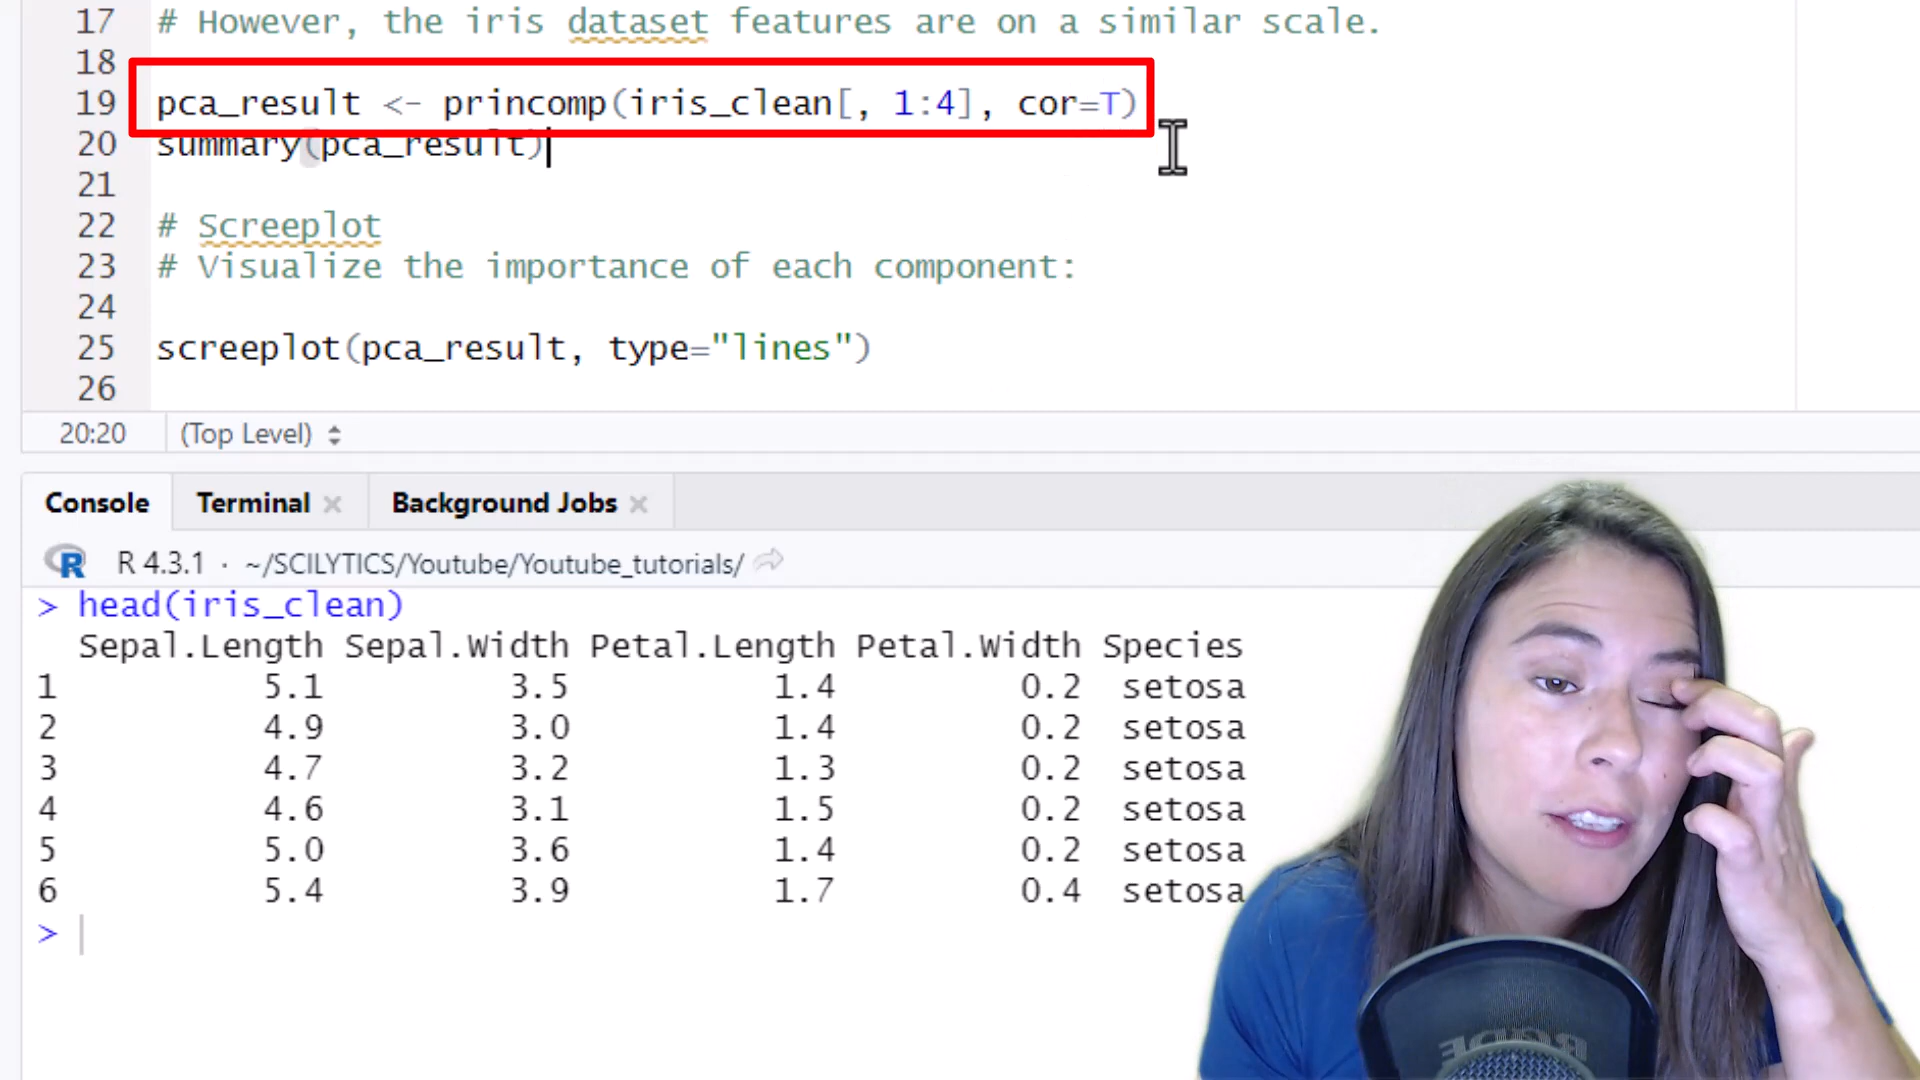 17 # However, the iris dataset features are on a similar scale.
18
19 pca_result <- princomp(iris_clean[, 1:4], cor=T)
20 summary(pca_result)
21
22 # Screeplot
23 # Visualize the importance of each component:
24
25 screeplot(pca_result, type="lines")
26
20:20 (Top Level)
Console Terminal Background Jobs
R R 4.3.1 · ~/SCILYTICS/Youtube/Youtube_tutorials/
> head(iris_clean)
Sepal.Length Sepal.Width Petal.Length Petal.Width Species
1 5.1 3.5 1.4 0.2 setosa
2 4.9 3.0 1.4 0.2 setosa
3 4.7 3.2 1.3 0.2 setosa
4 4.6 3.1 1.5 0.2 setosa
5 5.0 3.6 1.4 0.2 setosa
6 5.4 3.9 1.7 0.4 setosa
>
RODE